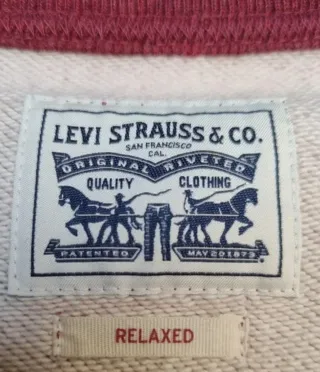 LEVI STRAUSS & CO.
SAN FRANCISCO
CAL.
ORIGINAL RIVETED
QUALITY CLOTHING
PATENTED MAY 20 1873
RELAXED